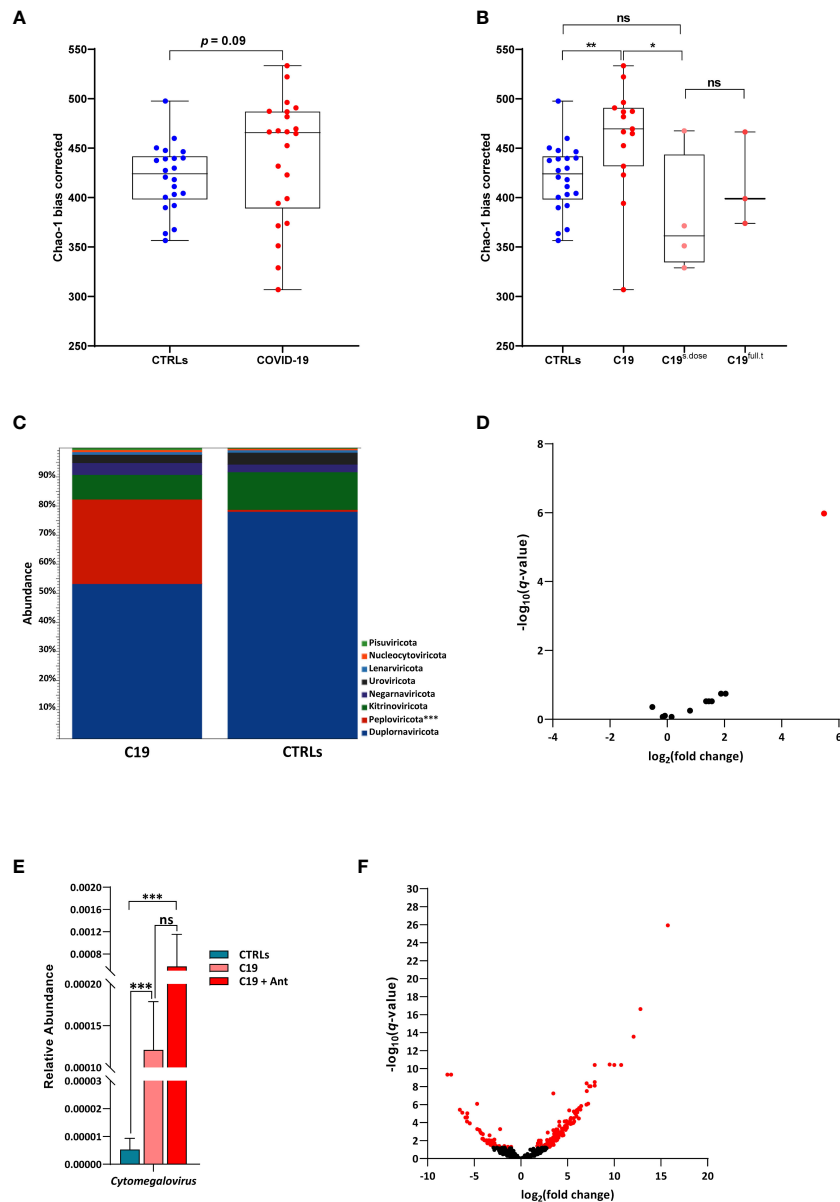 A
p = 0.09
Chao-1 bias corrected
550
500
450
400
350
300
250
CTRLs
COVID-19
B
ns
**
*
ns
Chao-1 bias corrected
550
500
450
400
350
300
250
CTRLs
C19
C19s.dose
C19full.t
C
Abundance
90%
80%
70%
60%
50%
40%
30%
20%
10%
C19
CTRLs
Pisuviricota
Nucleocytoviricota
Lenarviricota
Uroviricota
Negarnaviricota
Kitrinoviricota
Peploviricota***
Duplornaviricota
D
-log10(q-value)
8
6
4
2
0
-4
-2
0
2
4
6
log2(fold change)
E
Relative Abundance
0.0020
0.0016
0.0012
0.0008
0.00020
0.00015
0.00010
0.00003
0.00002
0.00001
0.00000
***
ns
***
CTRLs
C19
C19 + Ant
Cytomegalovirus
F
-log10(q-value)
30
28
26
24
22
20
18
16
14
12
10
8
6
4
2
0
-10
-5
0
5
10
15
20
log2(fold change)